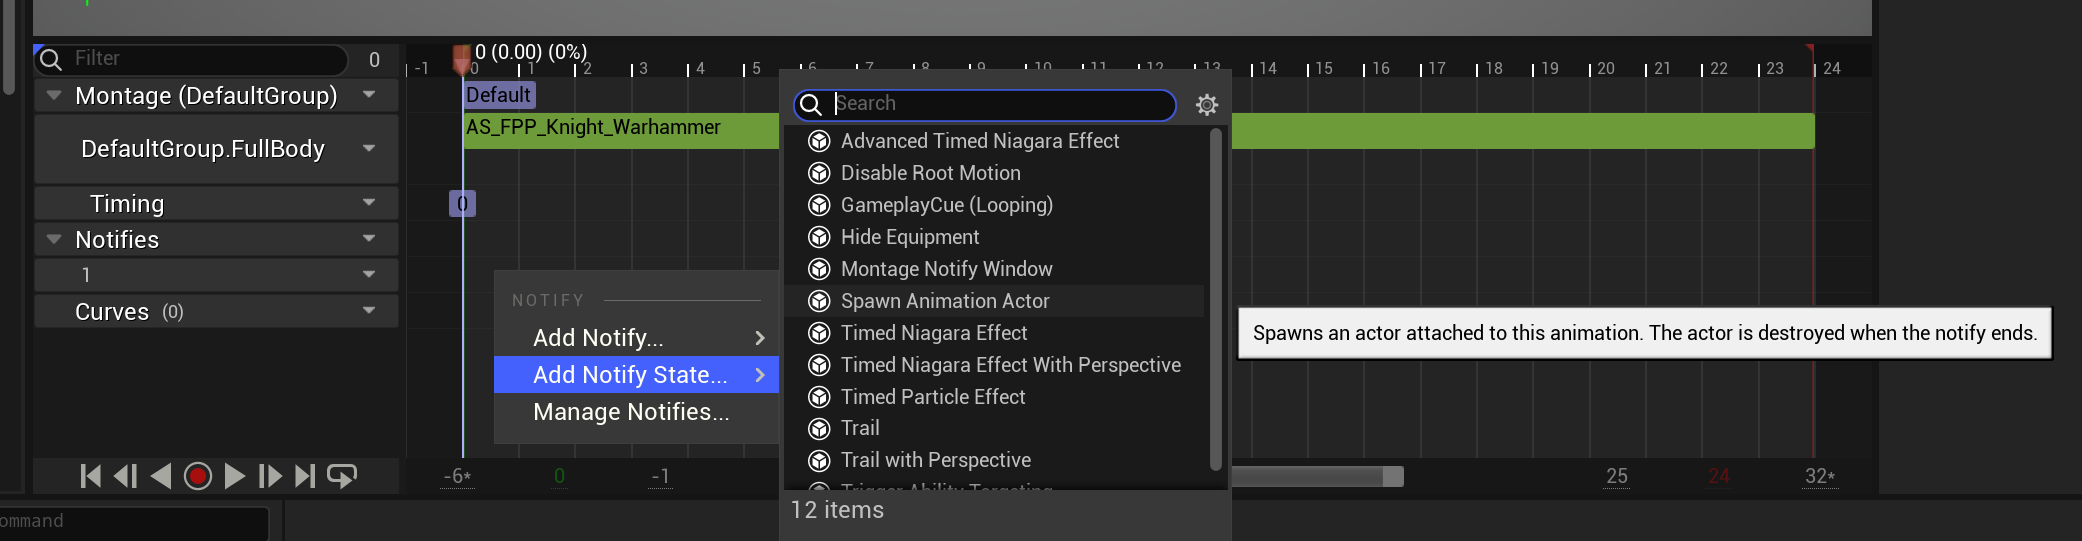 Filter
0
0 (0.00) (0%)
-1 0 1 2 3 4 5 6 7 8 9 10 11 12 13 14 15 16 17 18 19 20 21 22 23 24
Montage (DefaultGroup)
Default
Search
AS_FPP_Knight_Warhammer
DefaultGroup.FullBody
Timing
0
Notifies
1
Curves (0)
NOTIFY
Add Notify...
Add Notify State...
Manage Notifies...
Advanced Timed Niagara Effect
Disable Root Motion
GameplayCue (Looping)
Hide Equipment
Montage Notify Window
Spawn Animation Actor
Timed Niagara Effect
Timed Niagara Effect With Perspective
Timed Particle Effect
Trail
Trail with Perspective
Trigger Ability Targeting
12 items
Spawns an actor attached to this animation. The actor is destroyed when the notify ends.
-6* 0 -1 25 24 32*
ommand